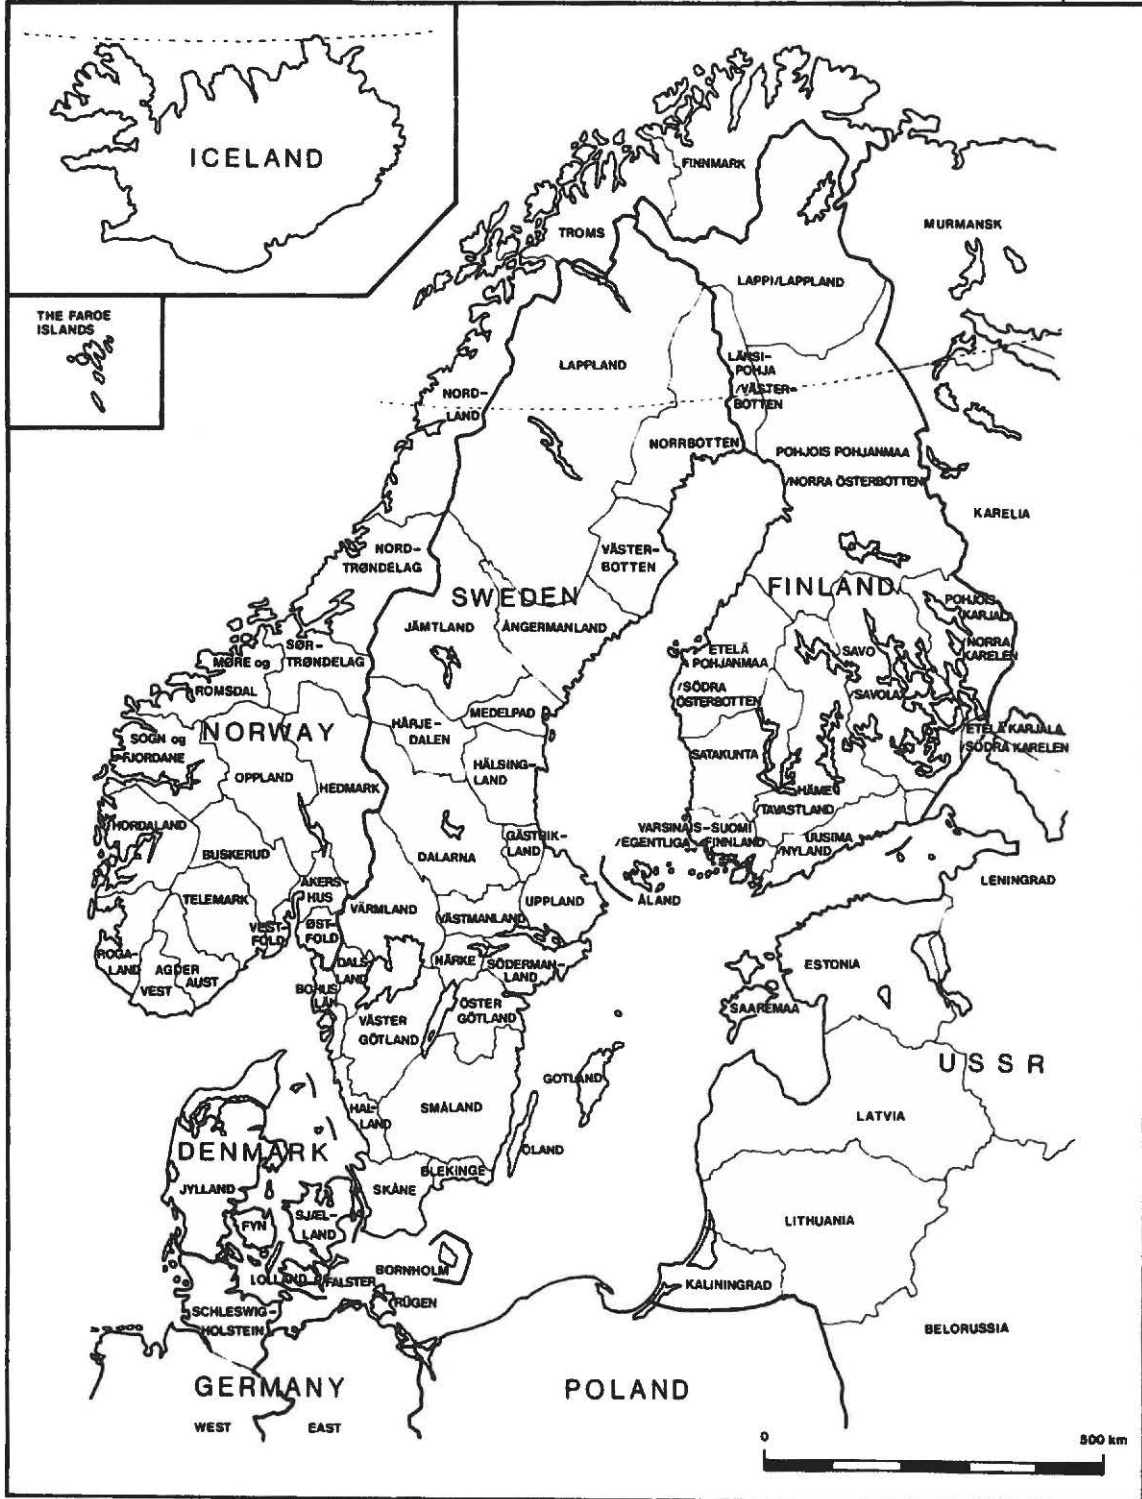 ICELAND
THE FAROE
ISLANDS
FINNMARK
TROMS
MURMANSK
LAPPI/LAPPLAND
LAPPLAND
LÄNSI-
POHJA
/VÄSTER-
BOTTEN
NORD-
LAND
NORRBOTTEN
POHJOIS POHJANMAA
/NORRA ÖSTERBOTTEN
KARELIA
NORD-
TRØNDELAG
VÄSTER-
BOTTEN
SWEDEN
FINLAND
JÄMTLAND
ÅNGERMANLAND
POHJOIS
KARJALA
NORRA
KARELEN
SØR-
TRØNDELAG
MØRE og
ROMSDAL
ETELÄ
POHJANMAA
/SÖDRA
ÖSTERBOTTEN
SAVO
SAVOLAX
NORWAY
SOGN og
FJORDANE
OPPLAND
HEDMARK
HÄRJE-
DALEN
MEDELPAD
HÄLSING-
LAND
SATAKUNTA
ETELÄ KARJALA
/SÖDRA KARELEN
HÄME
TAVASTLAND
HORDALAND
BUSKERUD
DALARNA
GÄSTRIK-
LAND
VARSINAIS-SUOMI
/EGENTLIGA FINNLAND
UUSIMA
/NYLAND
ÅLAND
LENINGRAD
TELEMARK
AKERS-
HUS
VÄRMLAND
VÄSTMANLAND
UPPLAND
VEST-
FOLD
ØST-
FOLD
ROGA-
LAND
AGDER
VEST
AUST
DALS
LAND
BOHUS
LÄN
NÄRKE
SÖDERMAN-
LAND
VÄSTER
GÖTLAND
ÖSTER
GÖTLAND
ESTONIA
SAAREMAA
USSR
GOTLAND
HAL-
LAND
SMÅLAND
ÖLAND
LATVIA
DENMARK
JYLLAND
BLEKINGE
SKÅNE
FYN
SJÆL-
LAND
LITHUANIA
LOLLAND
FALSTER
BORNHOLM
RÜGEN
KALININGRAD
SCHLESWIG-
HOLSTEIN
BELORUSSIA
GERMANY
POLAND
WEST
EAST
0
500 km